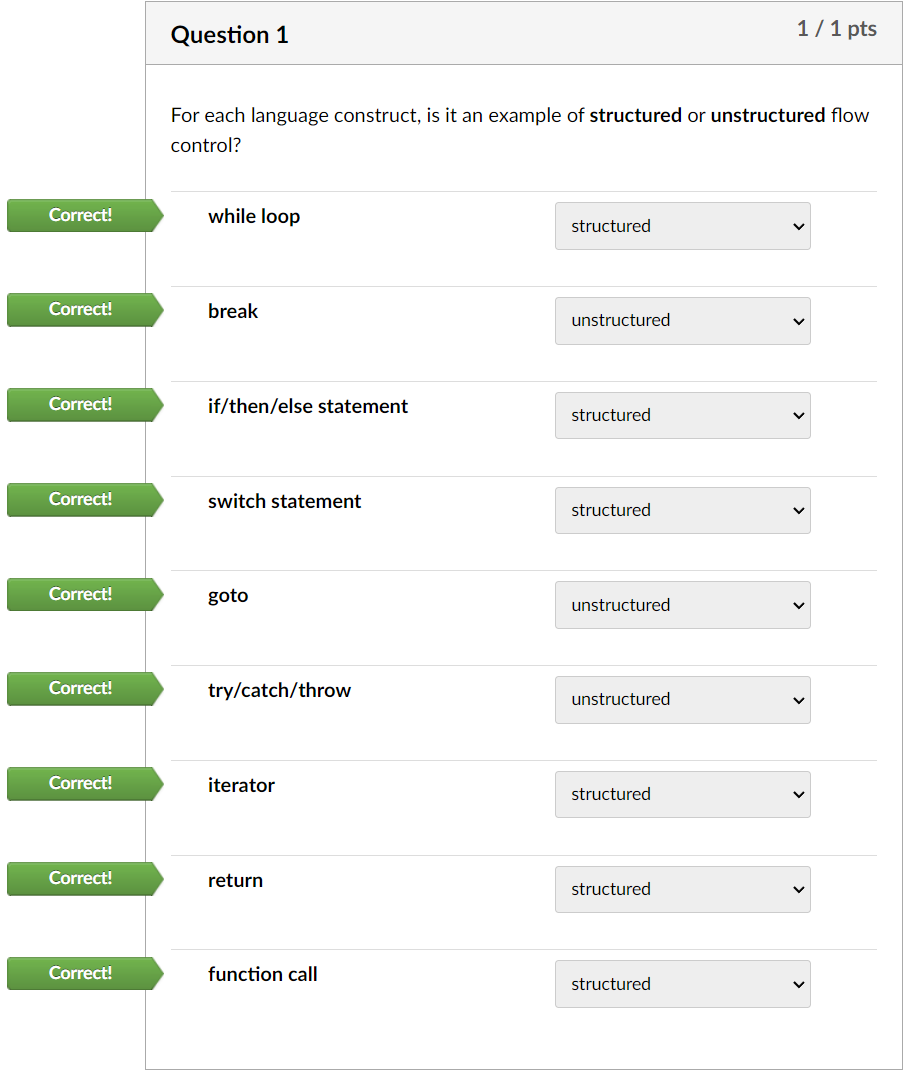 Question 1
1 / 1 pts
For each language construct, is it an example of structured or unstructured flow
control?
Correct!
while loop
structured
Correct!
break
unstructured
Correct!
if/then/else statement
structured
Correct!
switch statement
structured
Correct!
goto
unstructured
Correct!
try/catch/throw
unstructured
Correct!
iterator
structured
Correct!
return
structured
Correct!
function call
structured